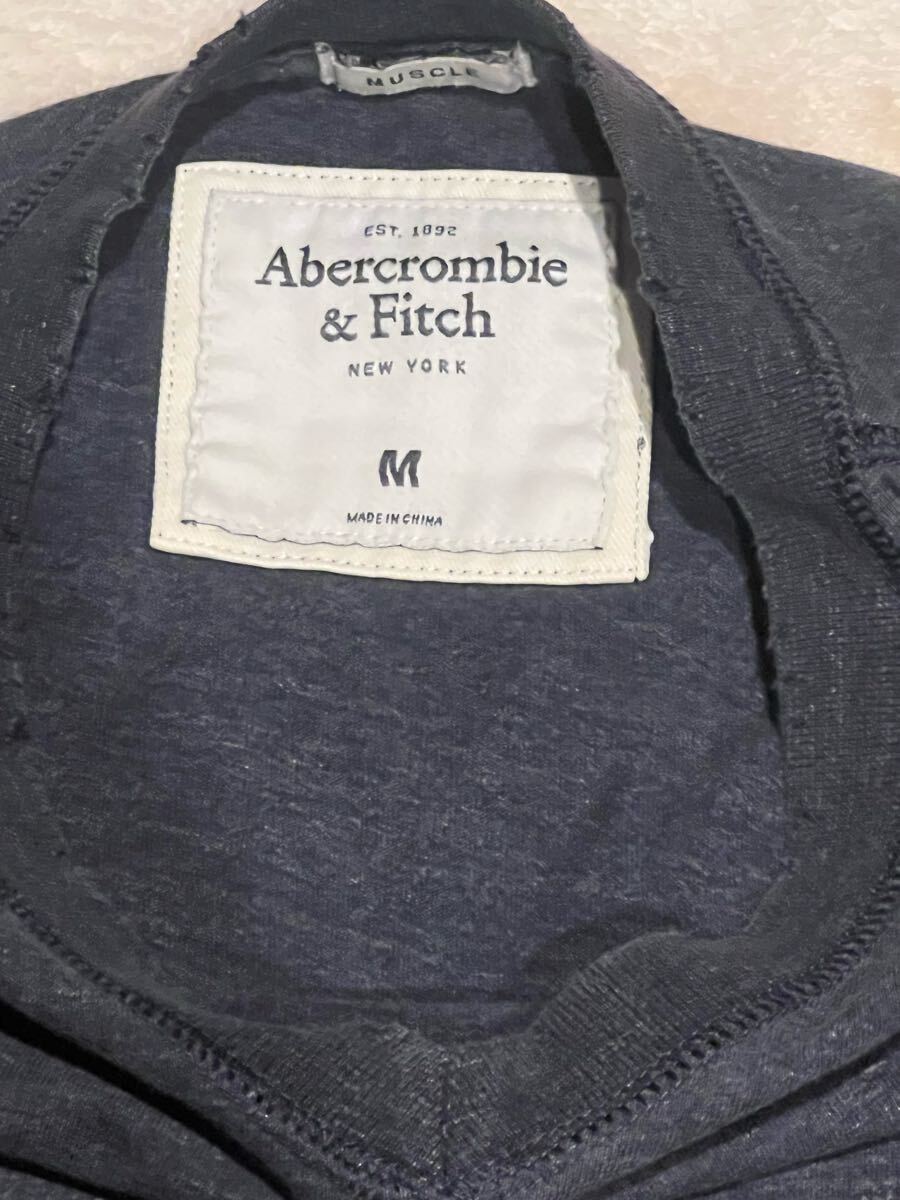 MUSCLE
EST. 1892
Abercrombie
& Fitch
NEW YORK
M
MADE IN CHINA